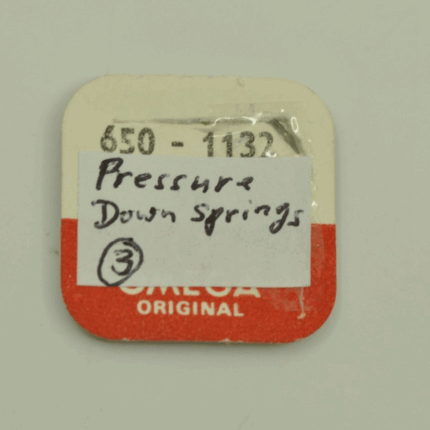 650 - 1132
Pressure
Down springs
3
OMEGA
ORIGINAL